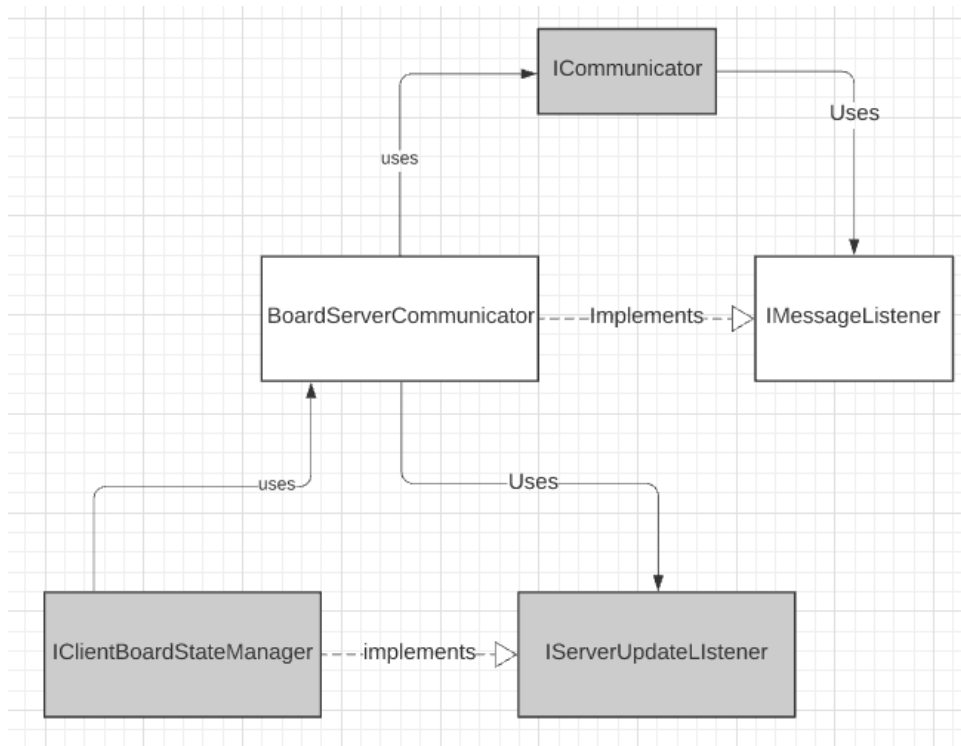 ICommunicator
Uses
uses
BoardServerCommunicator
Implements
IMessageListener
uses
Uses
IClientBoardStateManager
implements
IServerUpdateLIstener